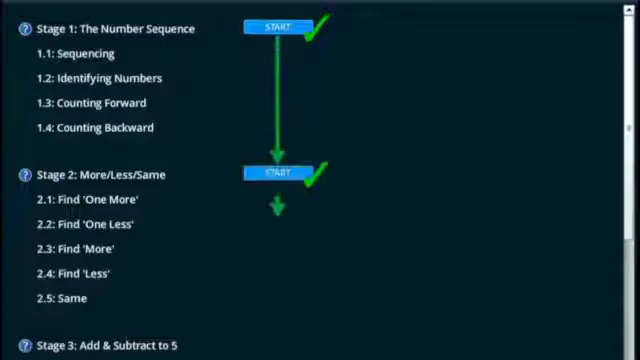 Stage 1: The Number Sequence START
1.1: Sequencing
1.2: Identifying Numbers
1.3: Counting Forward
1.4: Counting Backward
Stage 2: More/Less/Same START
2.1: Find 'One More'
2.2: Find 'One Less'
2.3: Find 'More'
2.4: Find 'Less'
2.5: Same
Stage 3: Add & Subtract to 5